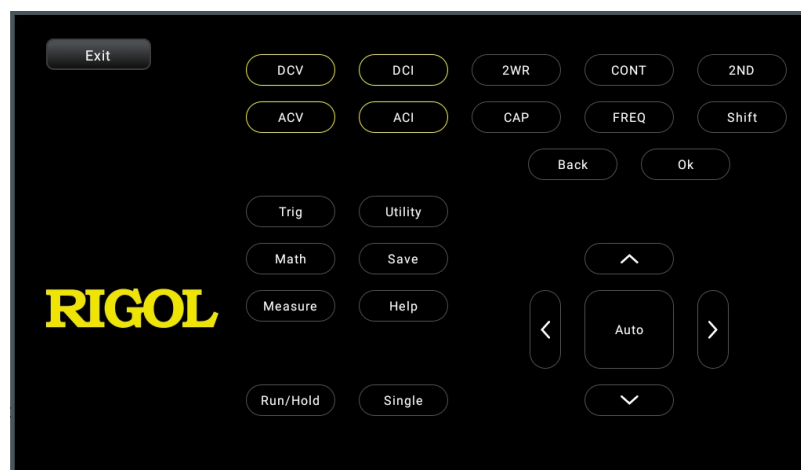 Exit
DCV DCI 2WR CONT 2ND
ACV ACI CAP FREQ Shift
Back Ok
Trig Utility
Math Save
RIGOL
Measure Help
Auto
Run/Hold Single